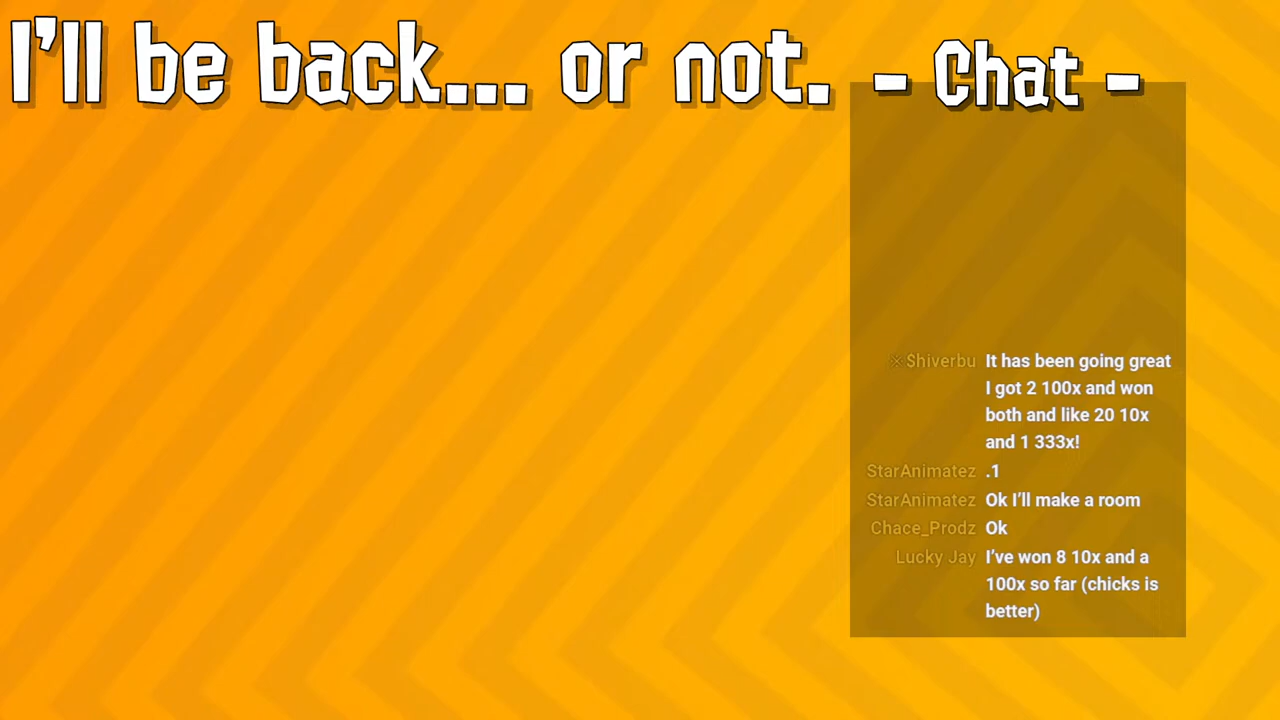 I'll be back... or not.
- Chat -
※ Shiverbu It has been going great
I got 2 100x and won
both and like 20 10x
and 1 333x!
StarAnimatez .1
StarAnimatez Ok I'll make a room
Chace_Prodz Ok
Lucky Jay I've won 8 10x and a
100x so far (chicks is
better)